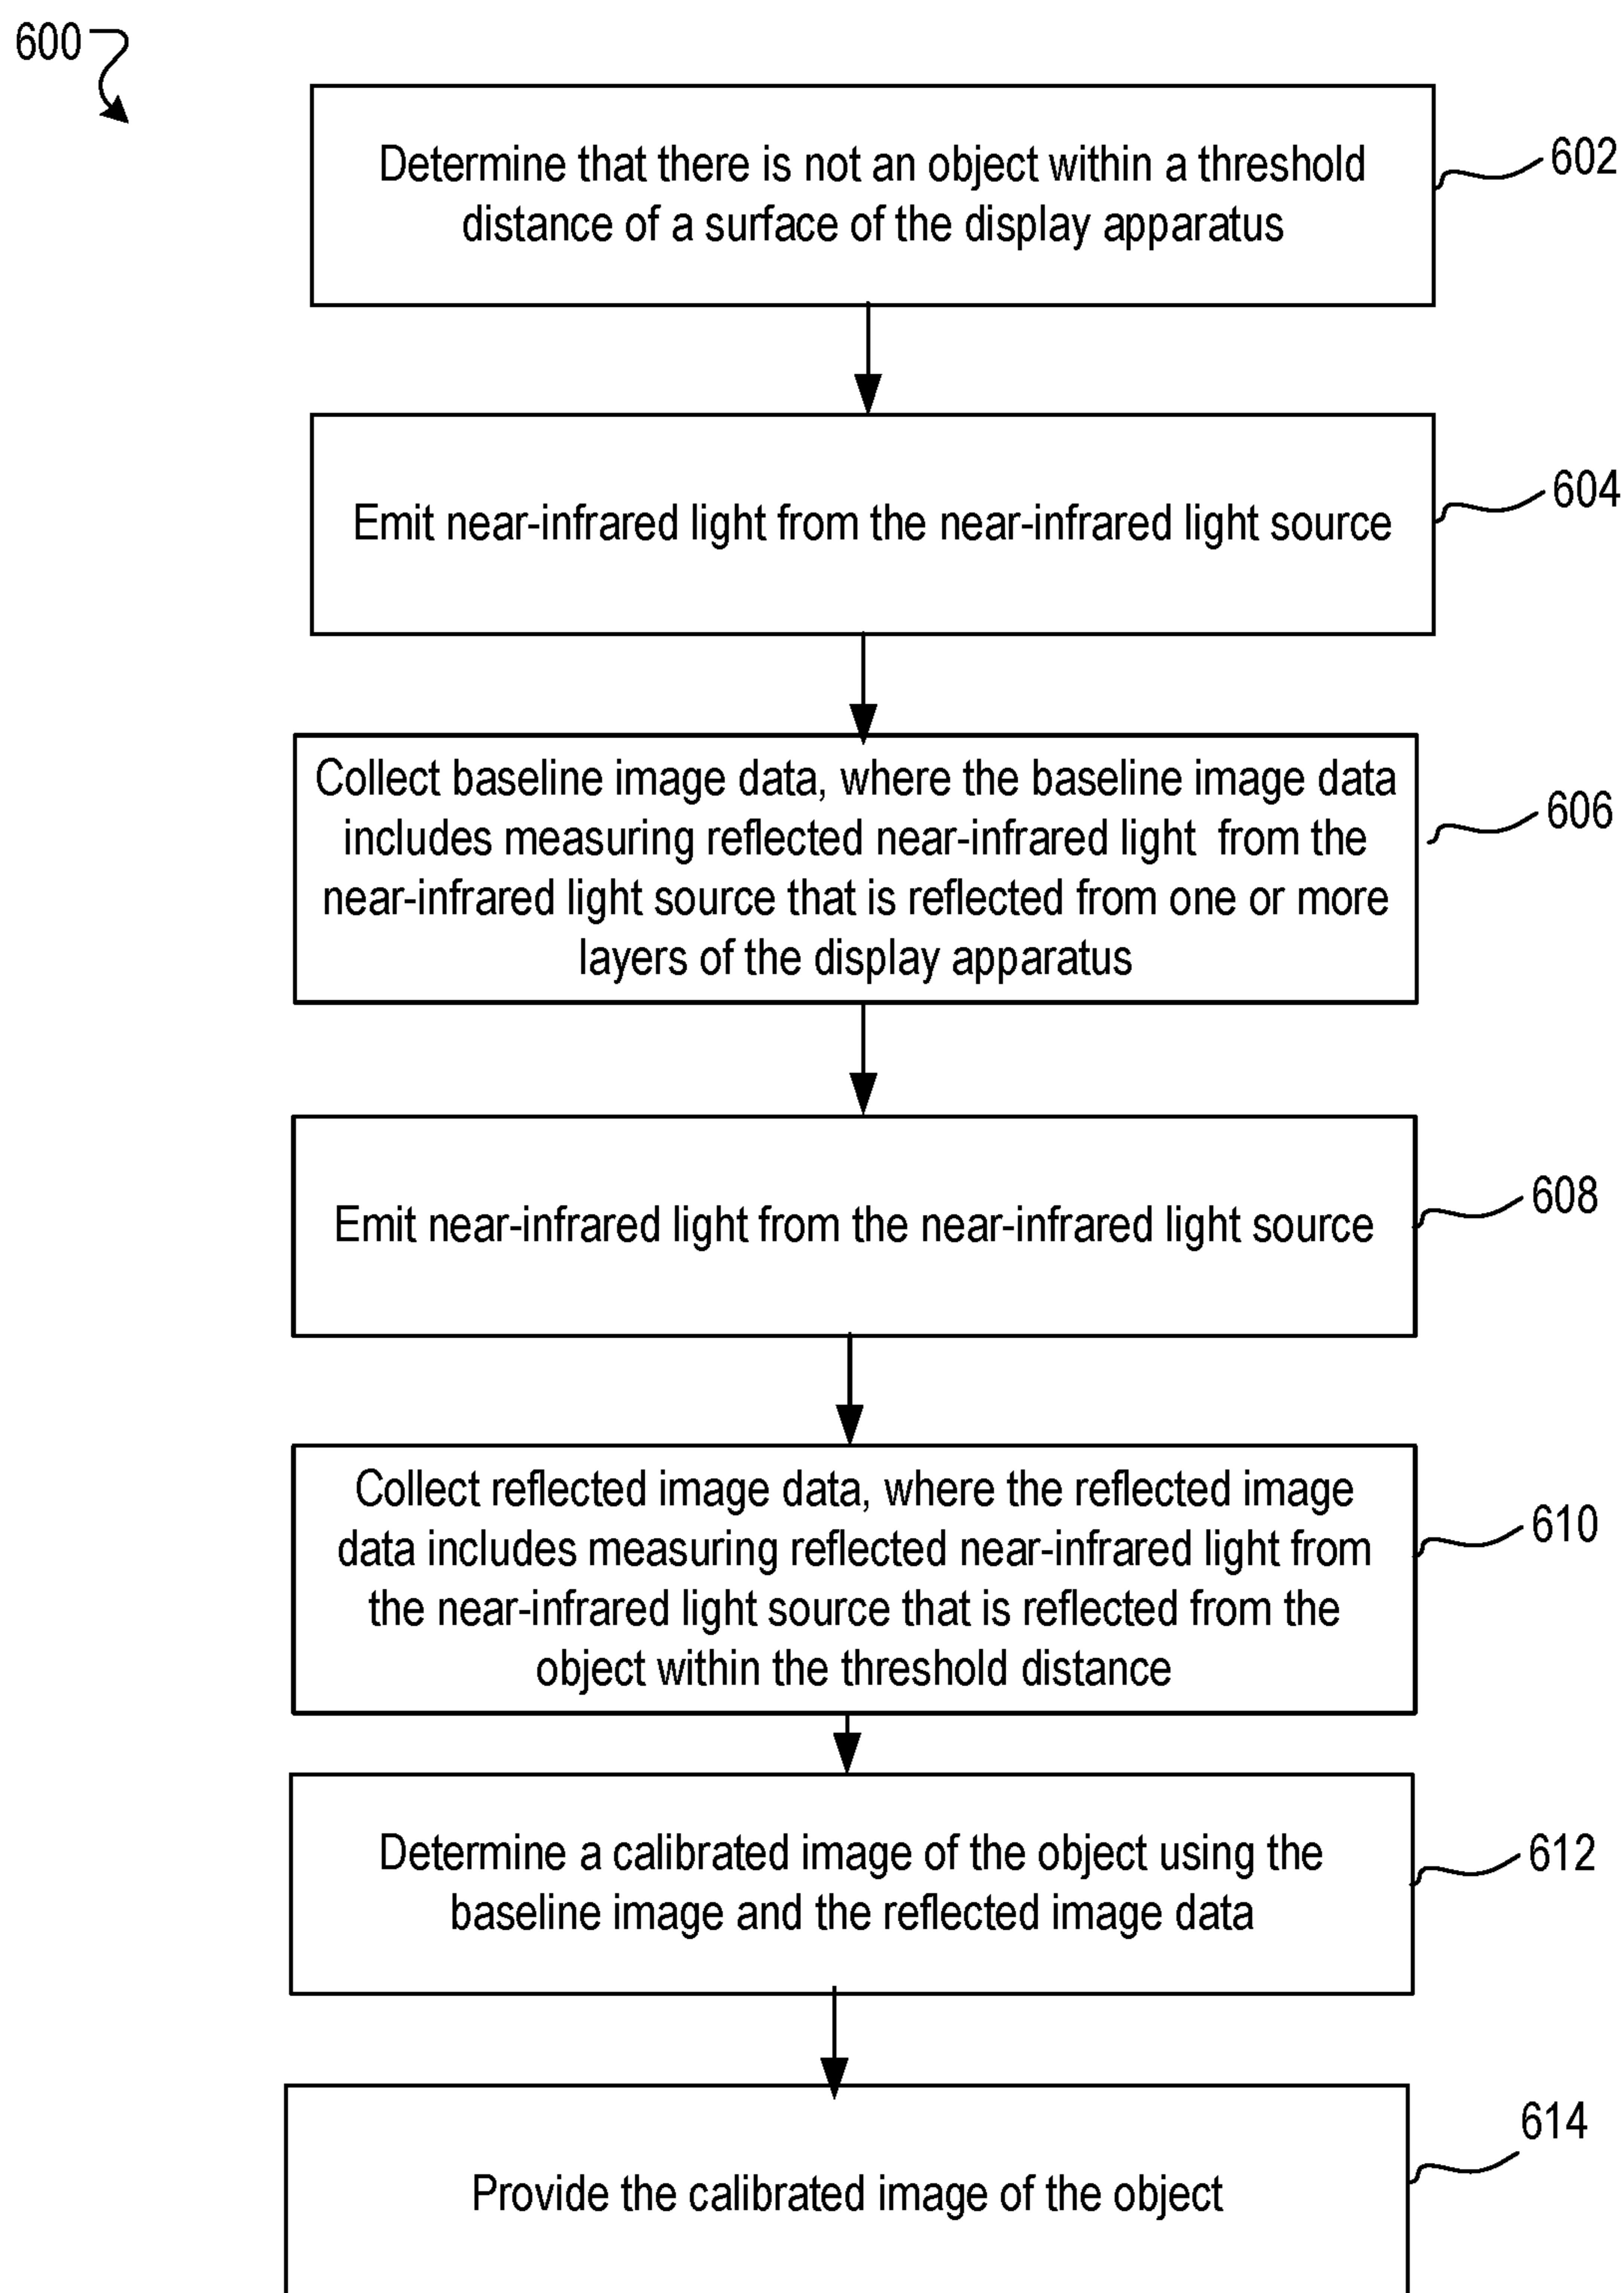 600
Determine that there is not an object within a threshold
distance of a surface of the display apparatus
602
Emit near-infrared light from the near-infrared light source
604
Collect baseline image data, where the baseline image data
includes measuring reflected near-infrared light from the
near-infrared light source that is reflected from one or more
layers of the display apparatus
606
Emit near-infrared light from the near-infrared light source
608
Collect reflected image data, where the reflected image
data includes measuring reflected near-infrared light from
the near-infrared light source that is reflected from the
object within the threshold distance
610
Determine a calibrated image of the object using the
baseline image and the reflected image data
612
Provide the calibrated image of the object
614